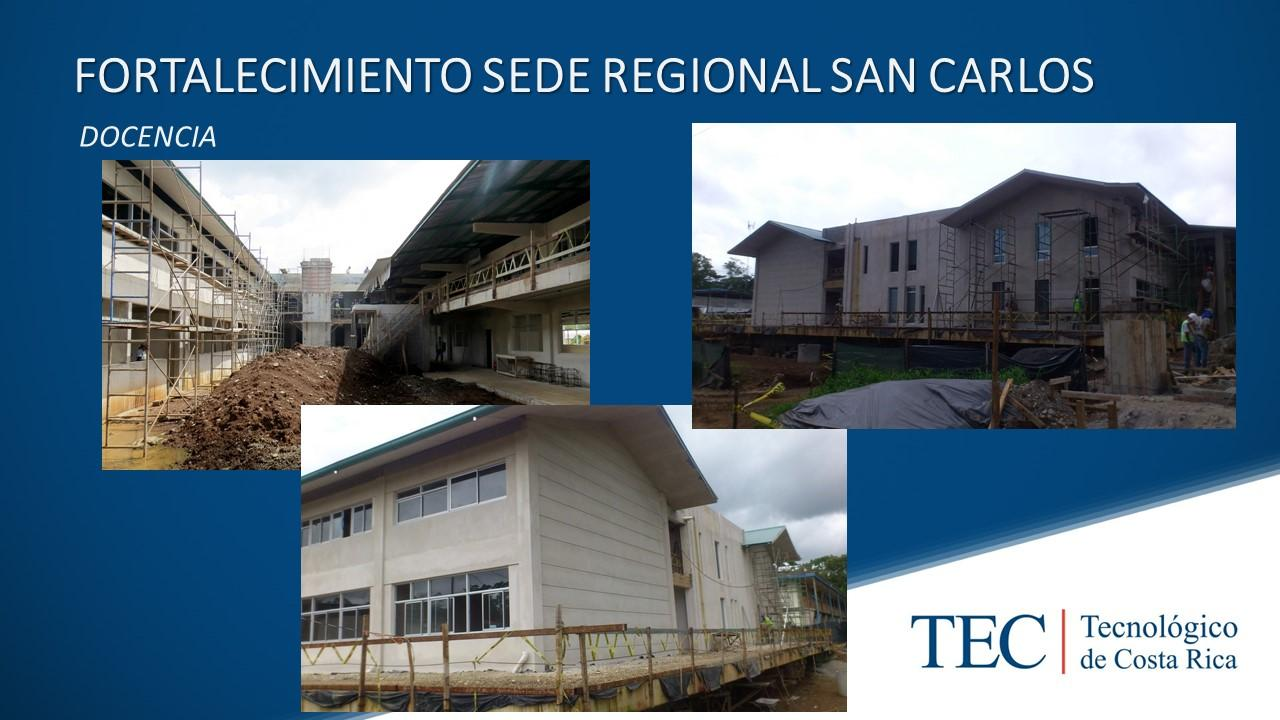 FORTALECIMIENTO SEDE REGIONAL SAN CARLOS
DOCENCIA
TEC
Tecnológico
de Costa Rica